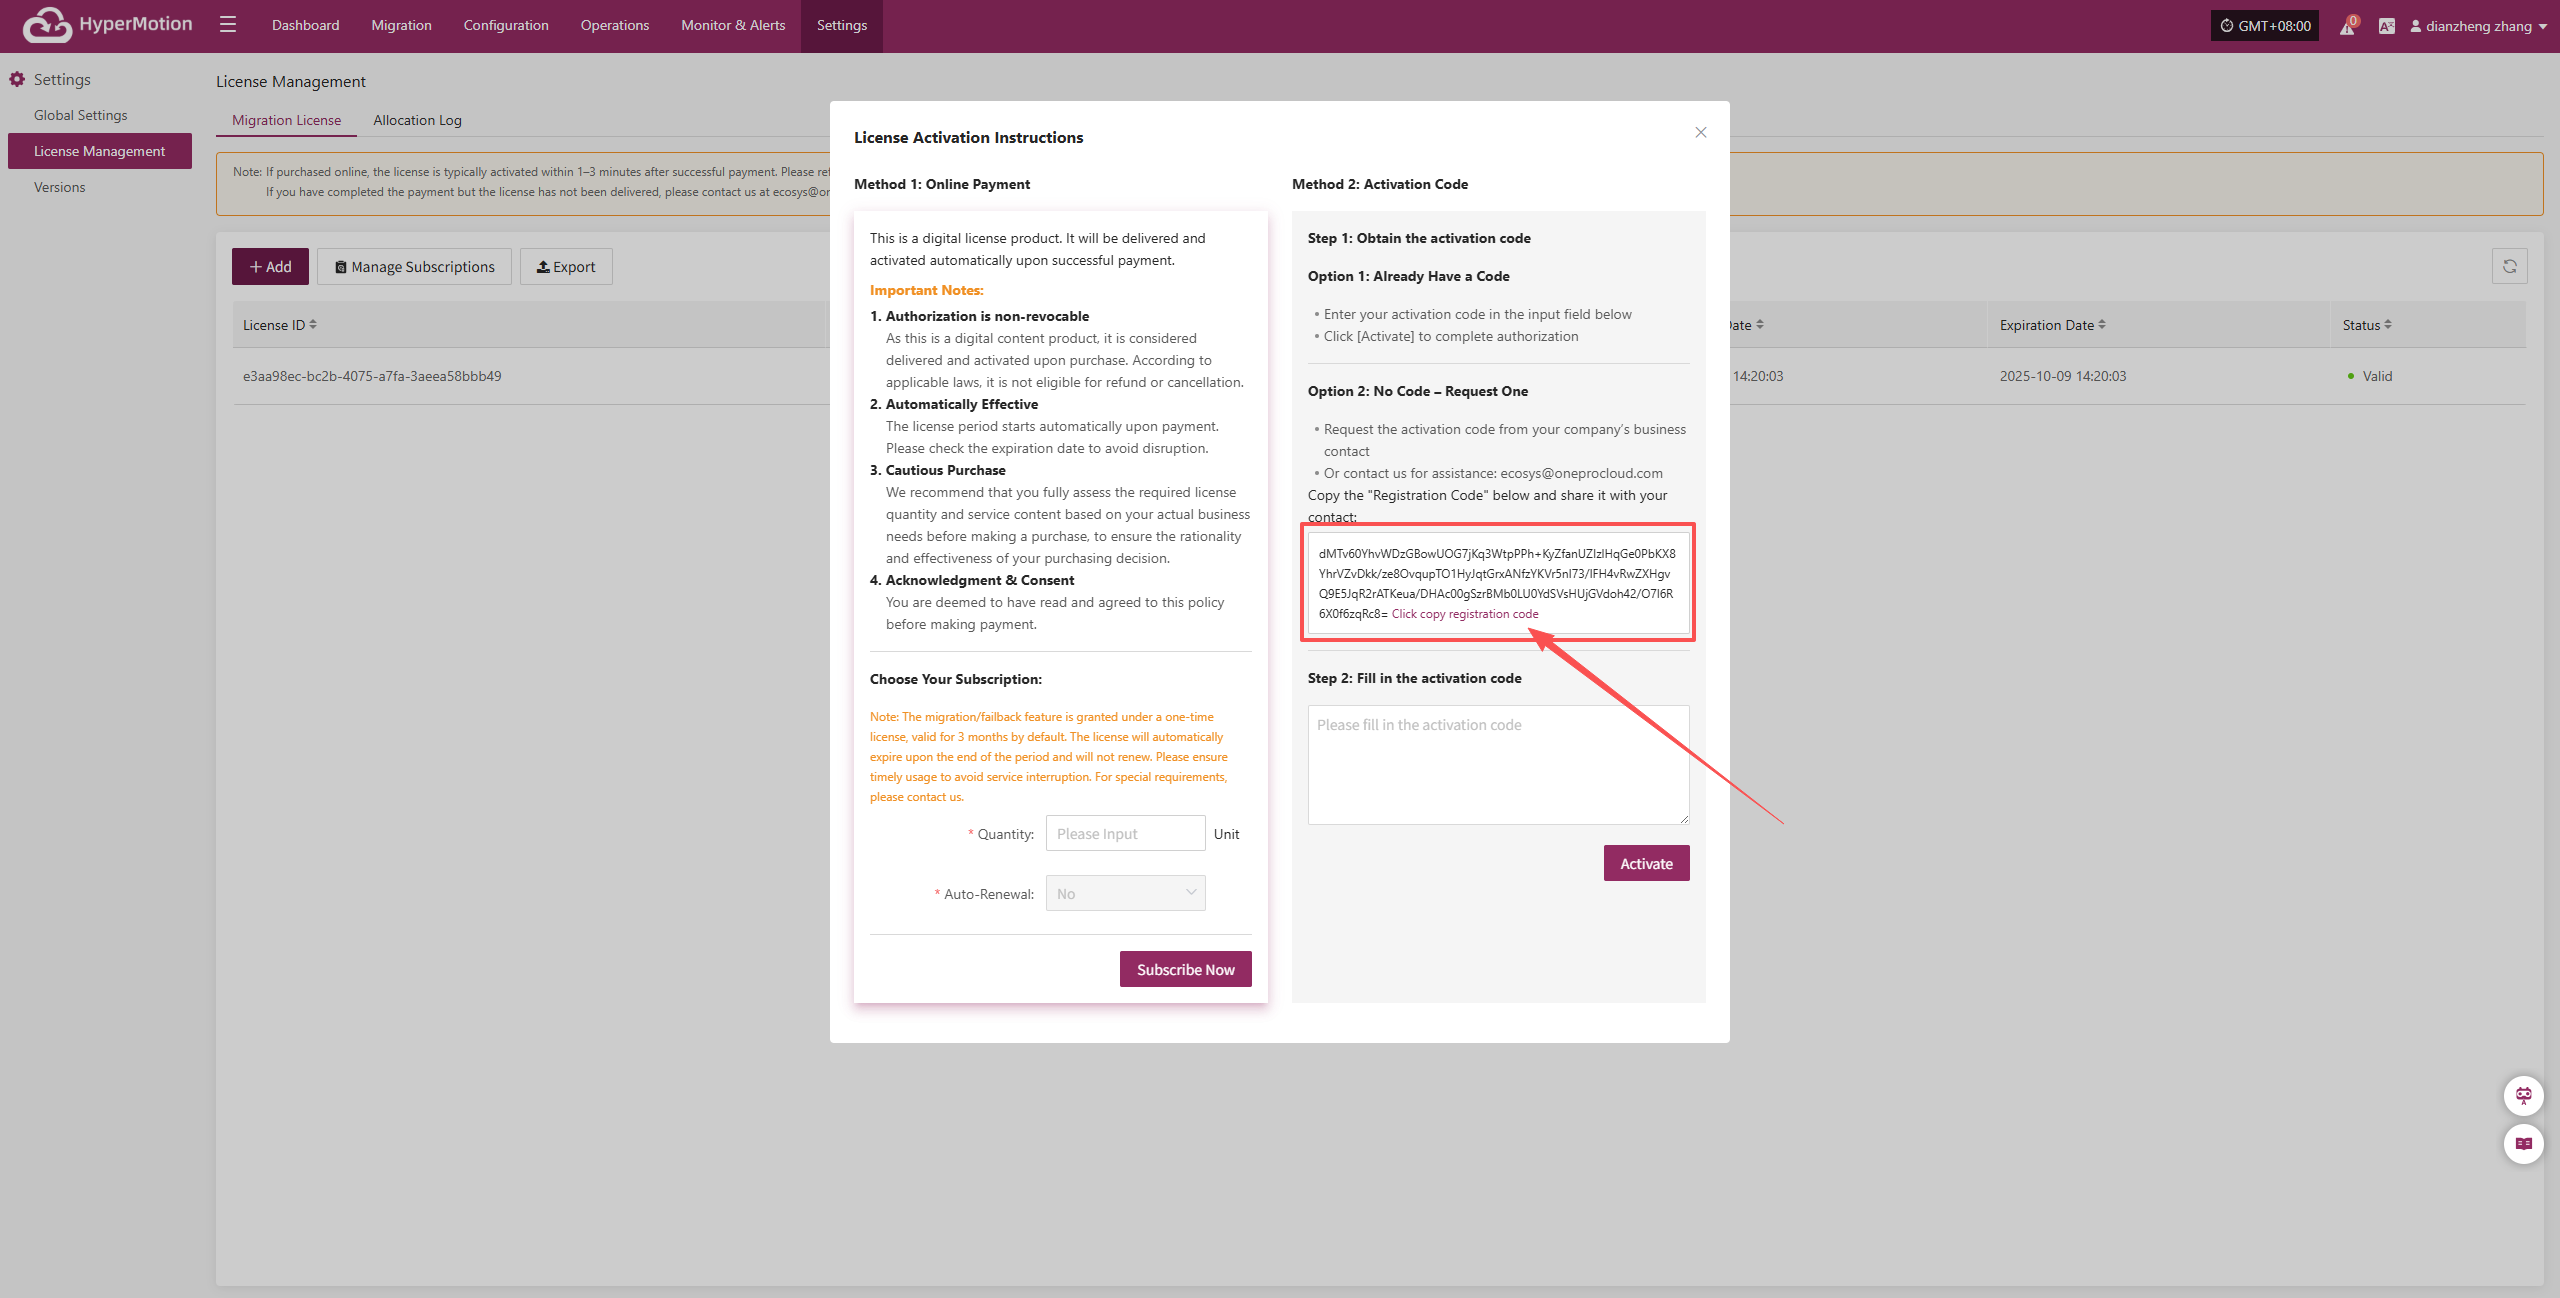 HyperMotion
Dashboard
Migration
Configuration
Operations
Monitor & Alerts
Settings
GMT+08:00
0
dianzheng zhang
Settings
Global Settings
License Management
Versions
License Management
Migration License
Allocation Log
Note: If purchased online, the license is typically activated within 1–3 minutes after successful payment. Please
If you have completed the payment but the license has not been delivered, please contact us at
Add
Manage Subscriptions
Export
License ID
Expiration Date
Status
e3aa98ec-bc2b-4075-a7fa-3aeea58bbb49
14:20:03
2025-10-09 14:20:03
Valid
License Activation Instructions
Method 1: Online Payment
This is a digital license product. It will be delivered and
activated automatically upon successful payment.
Important Notes:
1. Authorization is non-revocable
As this is a digital content product, it is considered
delivered and activated upon purchase. According to
applicable laws, it is not eligible for refund or cancellation.
2. Automatically Effective
The license period starts automatically upon payment.
Please check the expiration date to avoid disruption.
3. Cautious Purchase
We recommend that you fully assess the required license
quantity and service content based on your actual business
needs before making a purchase, to ensure the rationality
and effectiveness of your purchasing decision.
4. Acknowledgment & Consent
You are deemed to have read and agreed to this policy
before making payment.
Choose Your Subscription:
Note: The migration/failback feature is granted under a one-time
license, valid for 3 months by default. The license will automatically
expire upon the end of the period and will not renew. Please ensure
timely usage to avoid service interruption. For special requirements,
please contact us.
* Quantity:
Please Input
Unit
* Auto-Renewal:
No
Subscribe Now
Method 2: Activation Code
Step 1: Obtain the activation code
Option 1: Already Have a Code
• Enter your activation code in the input field below
• Click [Activate] to complete authorization
Option 2: No Code – Request One
• Request the activation code from your company's business
contact
• Or contact us for assistance: ecosys@oneprocloud.com
Copy the "Registration Code" below and share it with your
contact:
6X0f6zqRc8= Click copy registration code
Step 2: Fill in the activation code
Please fill in the activation code
Activate